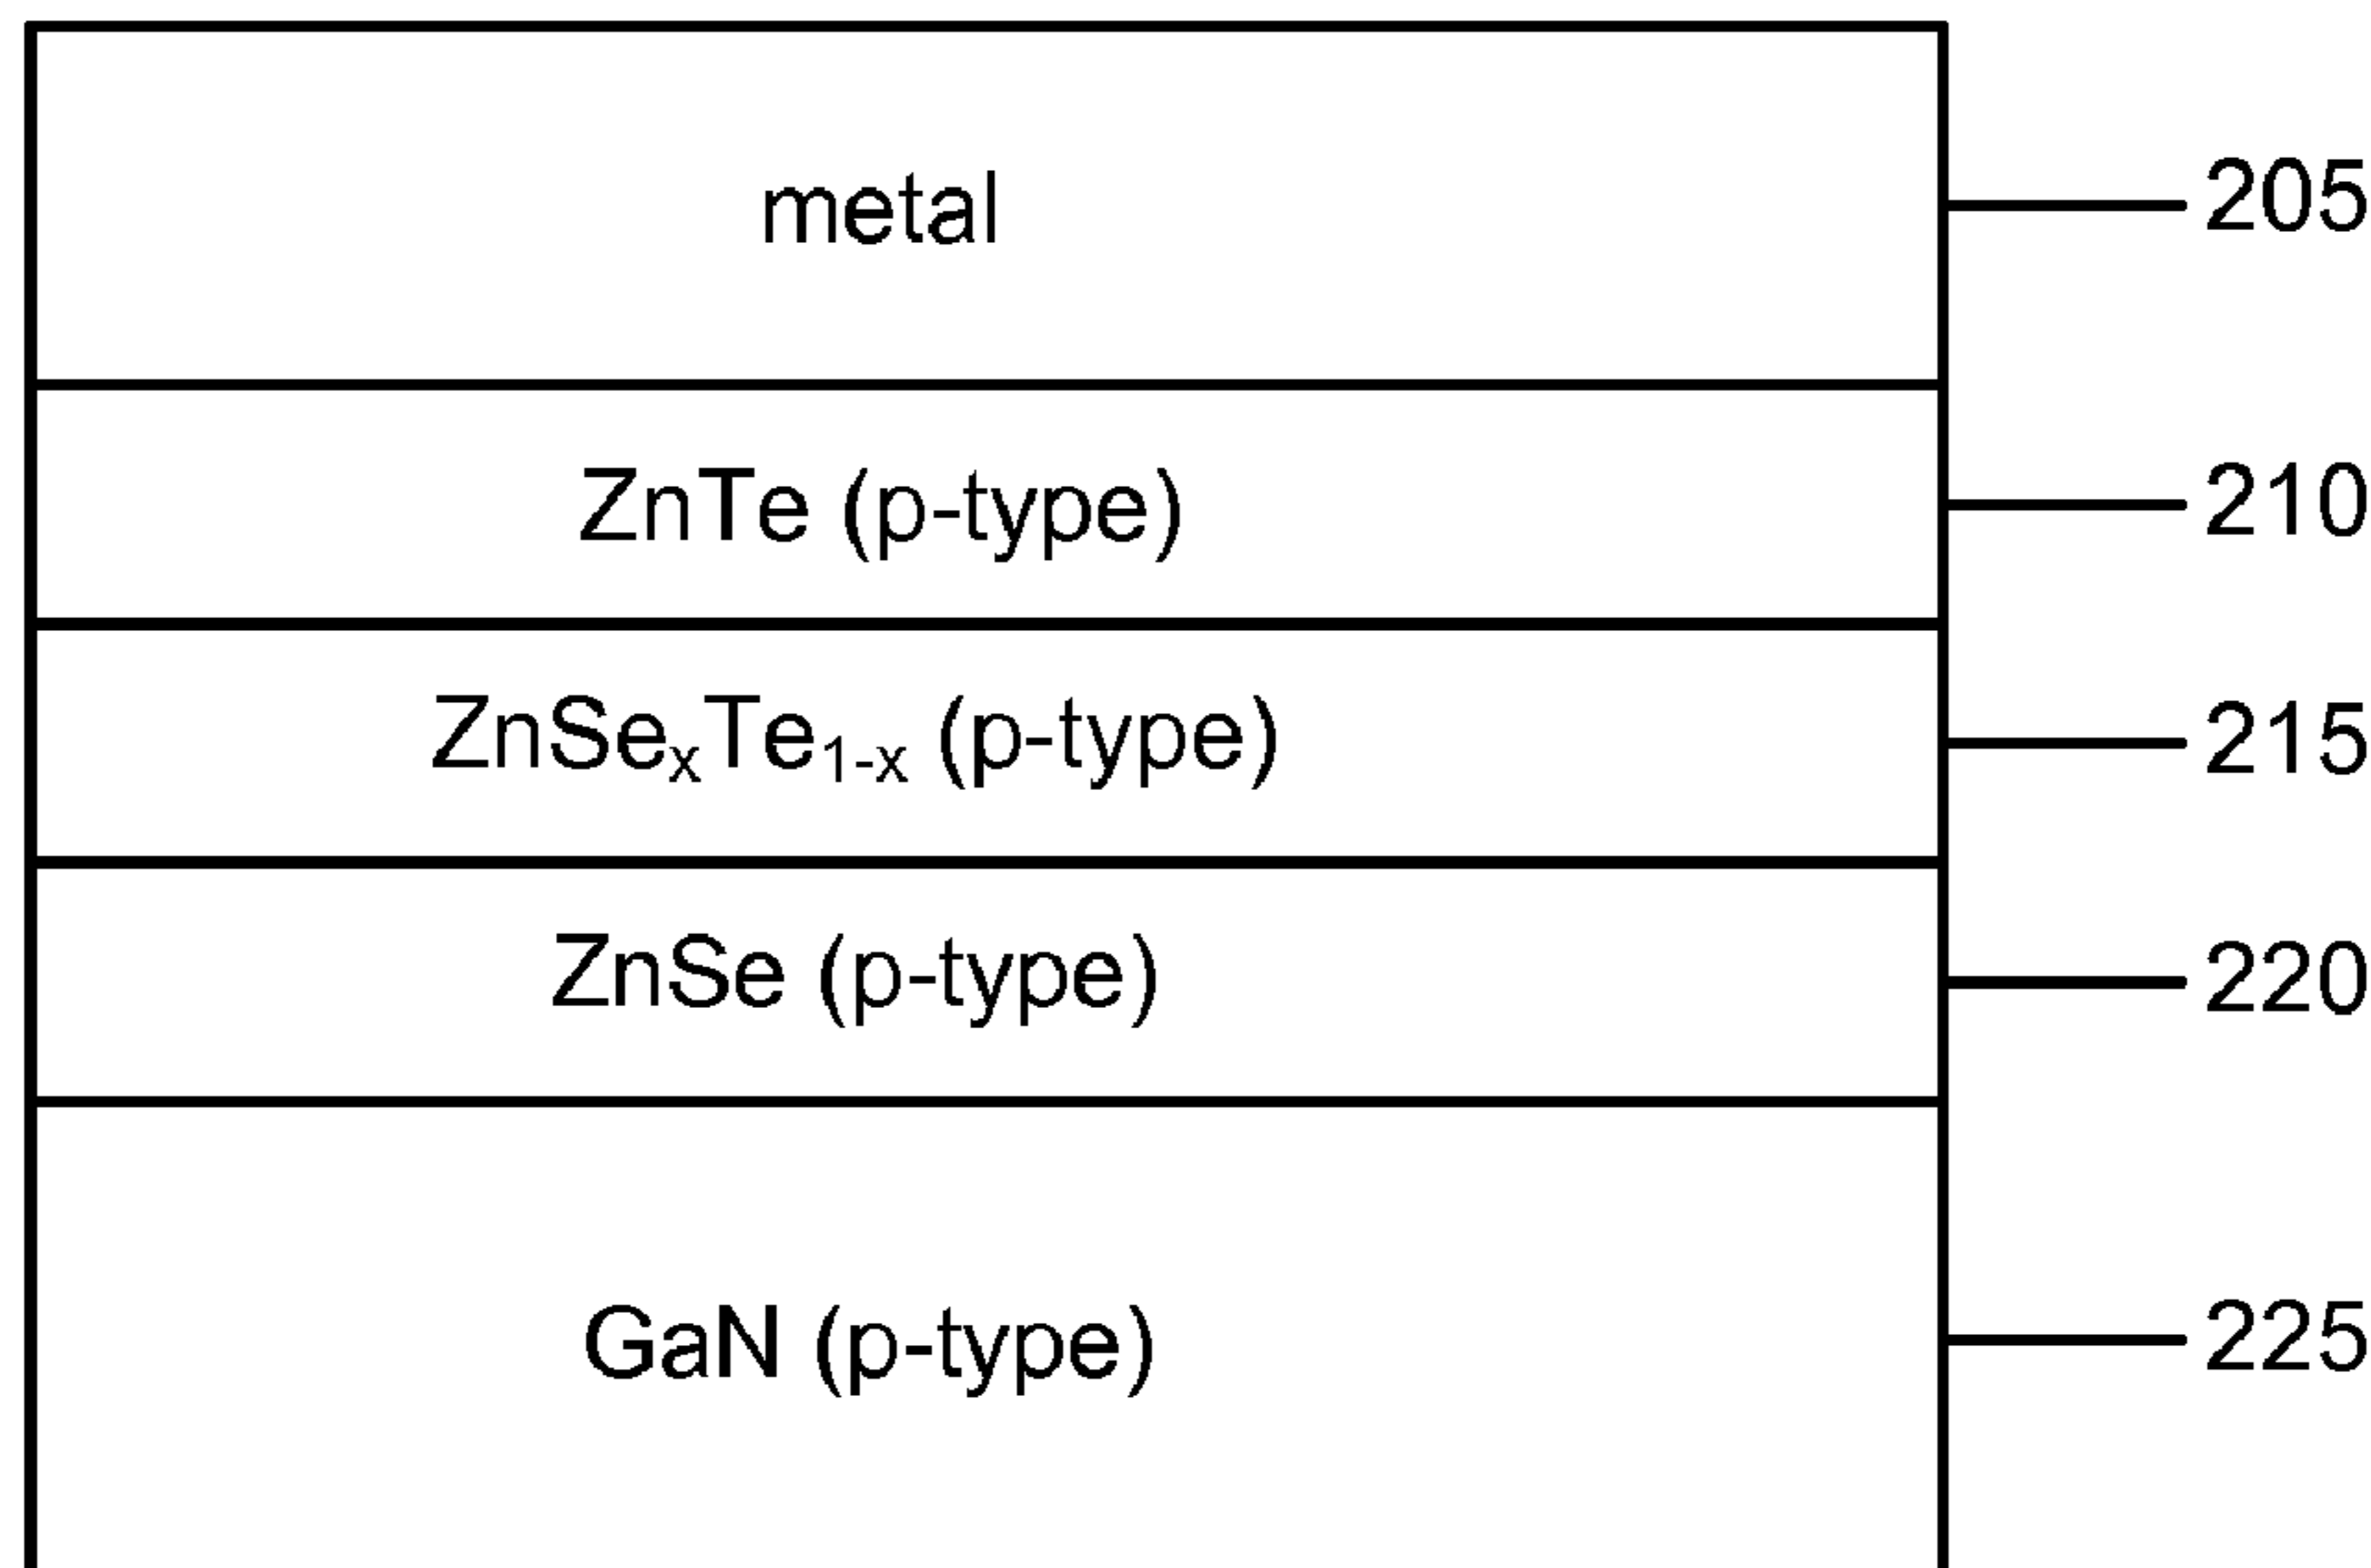 metal 205
ZnTe (p-type) 210
ZnSeₓTe₁₋ₓ (p-type) 215
ZnSe (p-type) 220
GaN (p-type) 225